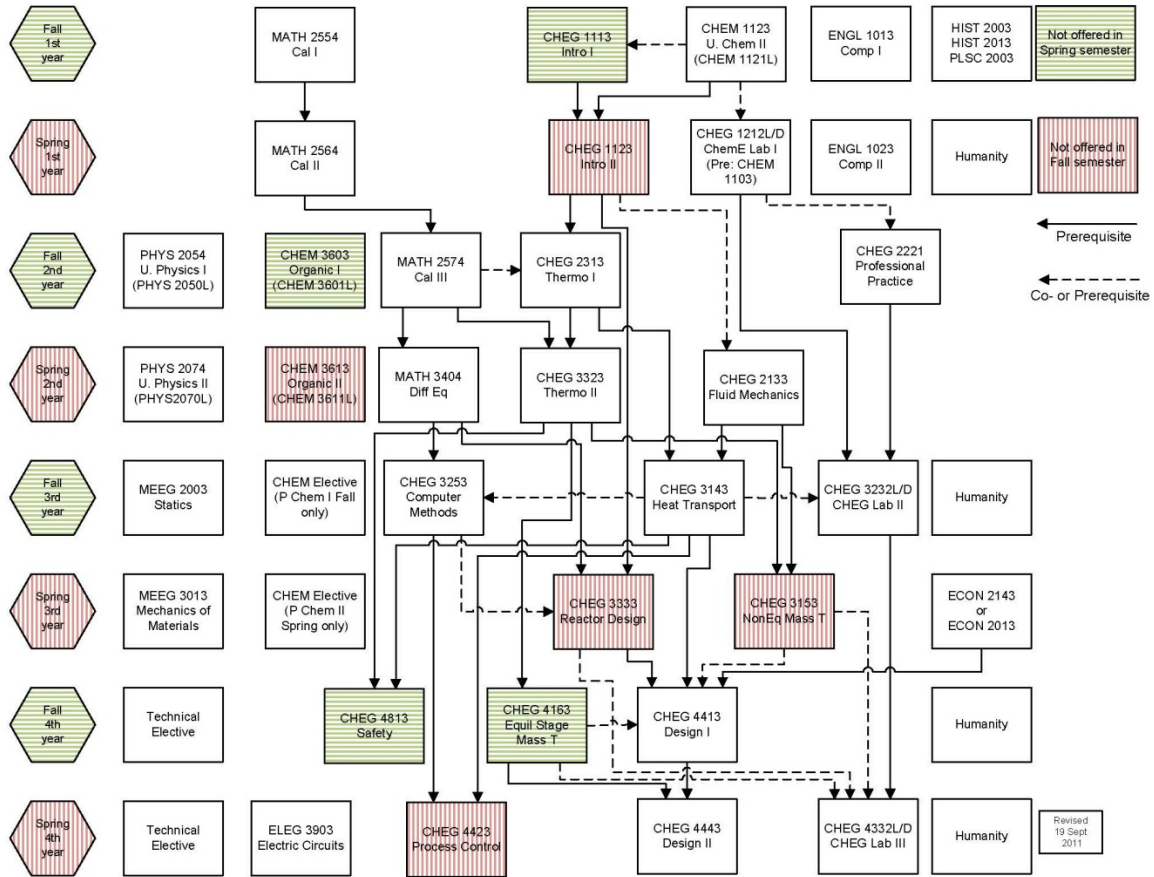 Fall
1st
year
MATH 2554
Cal I
CHEG 1113
Intro I
CHEM 1123
U. Chem II
(CHEM 1121L)
ENGL 1013
Comp I
HIST 2003
HIST 2013
PLSC 2003
Not offered in
Spring semester
Spring
1st
year
MATH 2564
Cal II
CHEG 1123
Intro II
CHEG 1212L/D
ChemE Lab I
(Pre: CHEM
1103)
ENGL 1023
Comp II
Humanity
Not offered in
Fall semester
Prerequisite
Co- or Prerequisite
Fall
2nd
year
PHYS 2054
U. Physics I
(PHYS 2050L)
CHEM 3603
Organic I
(CHEM 3601L)
MATH 2574
Cal III
CHEG 2313
Thermo I
CHEG 2221
Professional
Practice
Spring
2nd
year
PHYS 2074
U. Physics II
(PHYS2070L)
CHEM 3613
Organic II
(CHEM 3611L)
MATH 3404
Diff Eq
CHEG 3323
Thermo II
CHEG 2133
Fluid Mechanics
Fall
3rd
year
MEEG 2003
Statics
CHEM Elective
(P Chem I Fall
only)
CHEG 3253
Computer
Methods
CHEG 3143
Heat Transport
CHEG 3232L/D
CHEG Lab II
Humanity
Spring
3rd
year
MEEG 3013
Mechanics of
Materials
CHEM Elective
(P Chem II
Spring only)
CHEG 3333
Reactor Design
CHEG 3153
NonEq Mass T
ECON 2143
or
ECON 2013
Fall
4th
year
Technical
Elective
CHEG 4813
Safety
CHEG 4163
Equil Stage
Mass T
CHEG 4413
Design I
Humanity
Spring
4th
year
Technical
Elective
ELEG 3903
Electric Circuits
CHEG 4423
Process Control
CHEG 4443
Design II
CHEG 4332L/D
CHEG Lab III
Humanity
Revised
19 Sept
2011